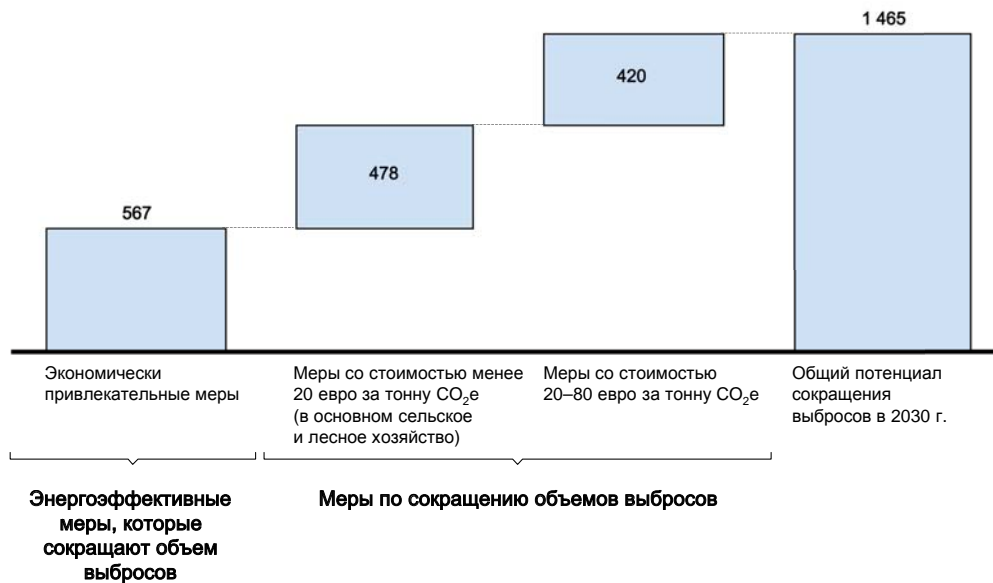 1 465
420
478
567
Экономически
привлекательные меры
Меры со стоимостью менее
20 евро за тонну CO₂e
(в основном сельское
и лесное хозяйство)
Меры со стоимостью
20–80 евро за тонну CO₂e
Общий потенциал
сокращения
выбросов в 2030 г.
Энергоэффективные
меры, которые
сокращают объем
выбросов
Меры по сокращению объемов выбросов